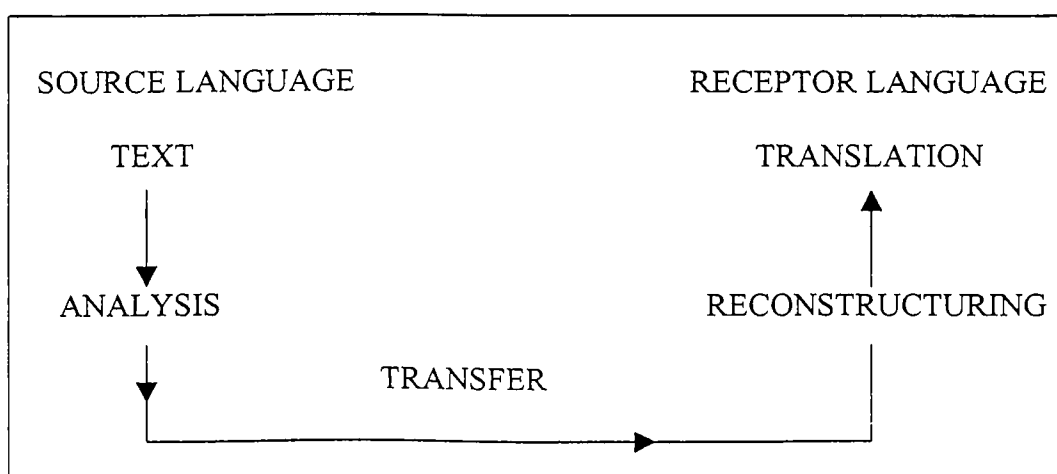 SOURCE LANGUAGE RECEPTOR LANGUAGE
TEXT TRANSLATION
ANALYSIS RECONSTRUCTURING
TRANSFER